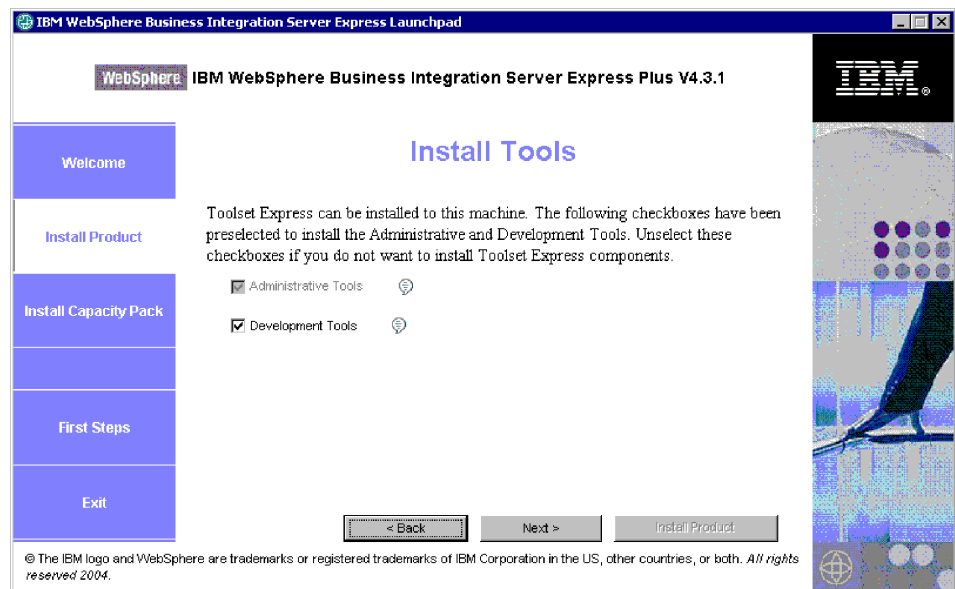 IBM WebSphere Business Integration Server Express Launchpad
WebSphere IBM WebSphere Business Integration Server Express Plus V4.3.1
IBM®
Welcome
Install Product
Install Capacity Pack
First Steps
Exit
Install Tools
Toolset Express can be installed to this machine. The following checkboxes have been
preselected to install the Administrative and Development Tools. Unselect these
checkboxes if you do not want to install Toolset Express components.
Administrative Tools
Development Tools
< Back Next > Install Product
© The IBM logo and WebSphere are trademarks or registered trademarks of IBM Corporation in the US, other countries, or both. All rights
reserved 2004.